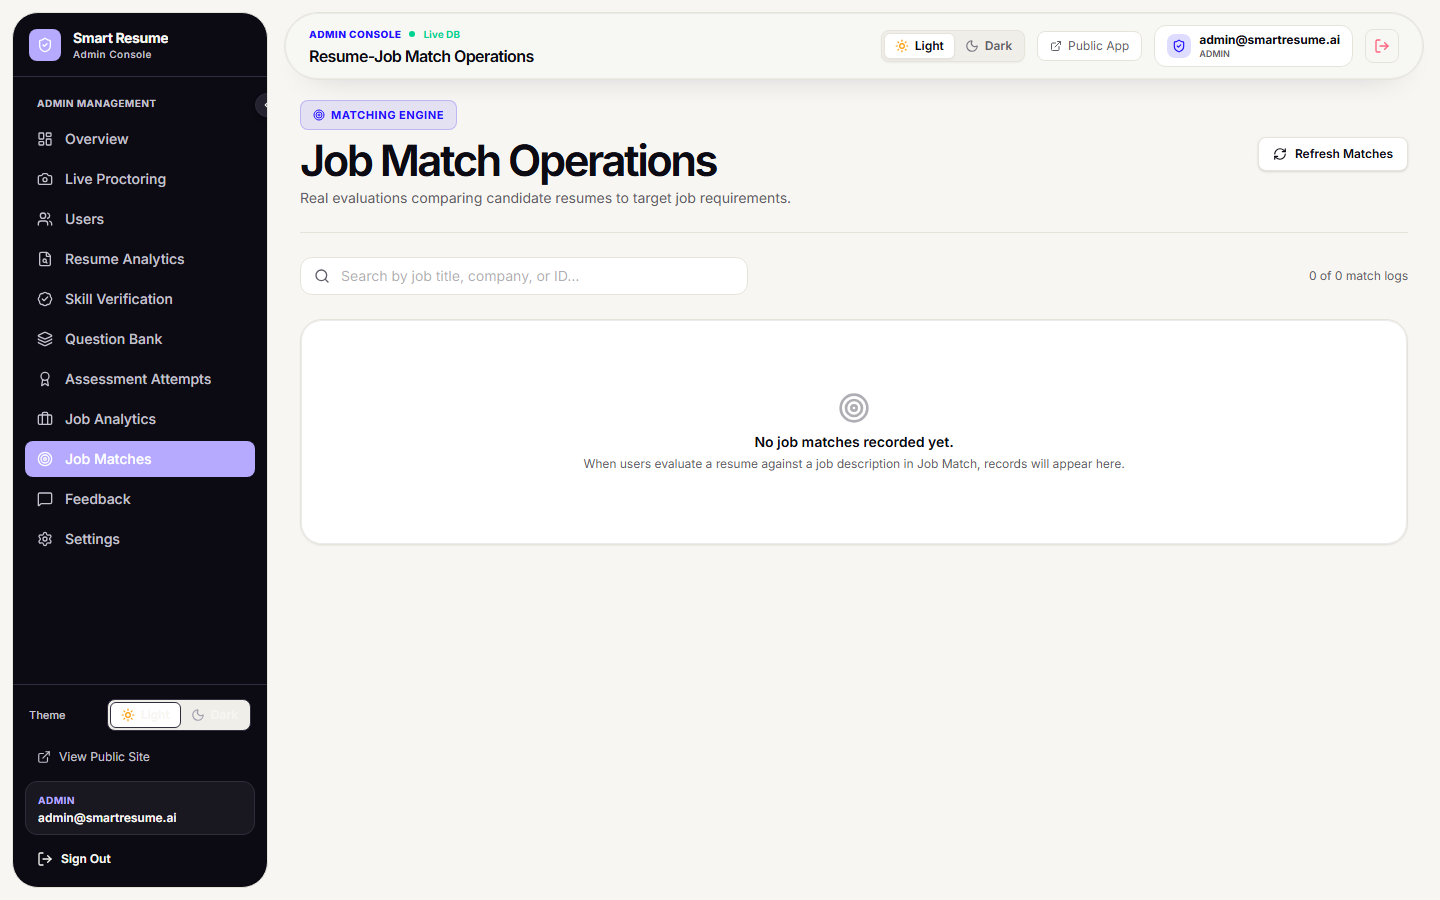 Smart Resume
Admin Console
ADMIN MANAGEMENT
Overview
Live Proctoring
Users
Resume Analytics
Skill Verification
Question Bank
Assessment Attempts
Job Analytics
Job Matches
Feedback
Settings
Theme
Light
Dark
View Public Site
ADMIN
admin@smartresume.ai
Sign Out
ADMIN CONSOLE
Live DB
Resume-Job Match Operations
Light
Dark
Public App
admin@smartresume.ai
ADMIN
MATCHING ENGINE
Job Match Operations
Real evaluations comparing candidate resumes to target job requirements.
Refresh Matches
Search by job title, company, or ID...
0 of 0 match logs
No job matches recorded yet.
When users evaluate a resume against a job description in Job Match, records will appear here.